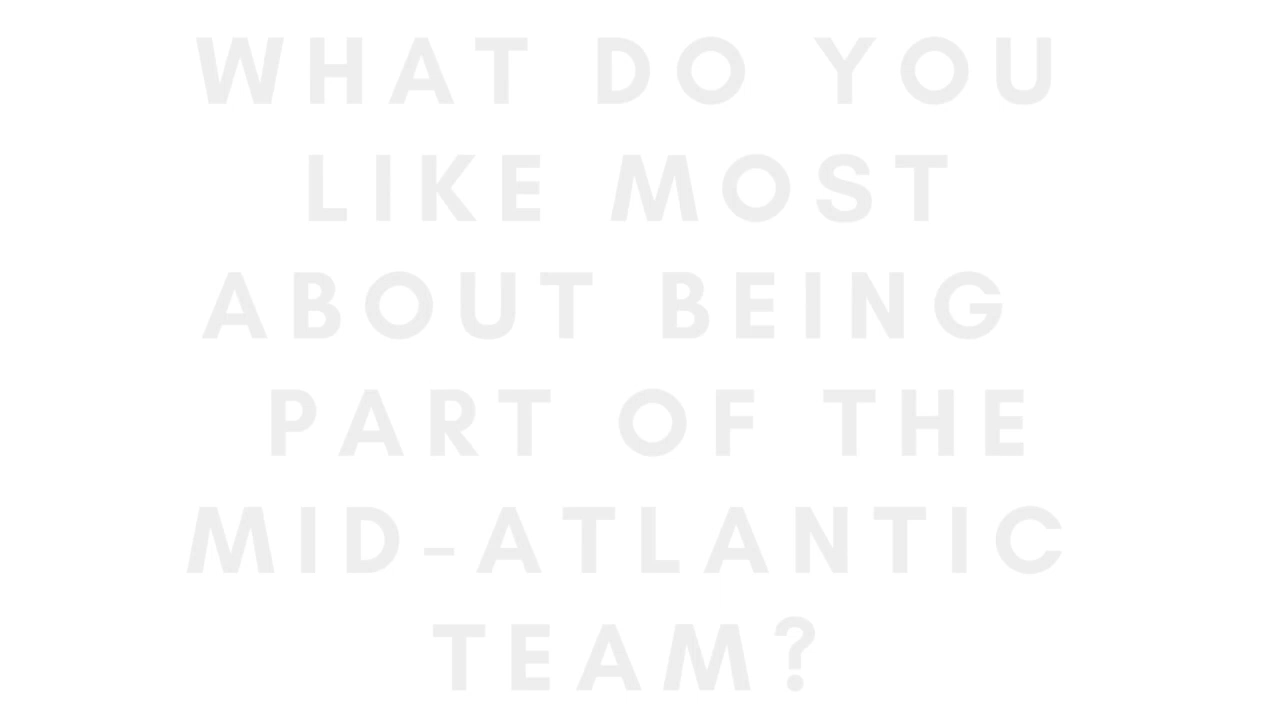 WHAT DO YOU
LIKE MOST
ABOUT BEING
PART OF THE
MID-ATLANTIC
TEAM?